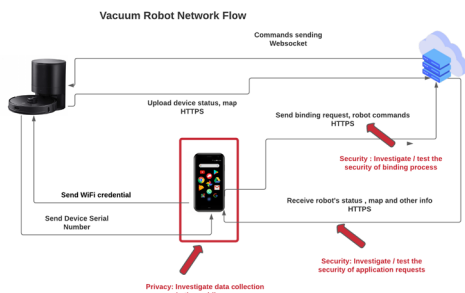 Vacuum Robot Network Flow
Commands sending
Websocket
Upload device status, map
HTTPS
Send binding request, robot commands
HTTPS
Security : Investigate / test the
security of binding process
Send WiFi credential
Receive robot's status , map and other info
HTTPS
Send Device Serial
Number
Security: Investigate / test the
security of application requests
Privacy: Investigate data collection